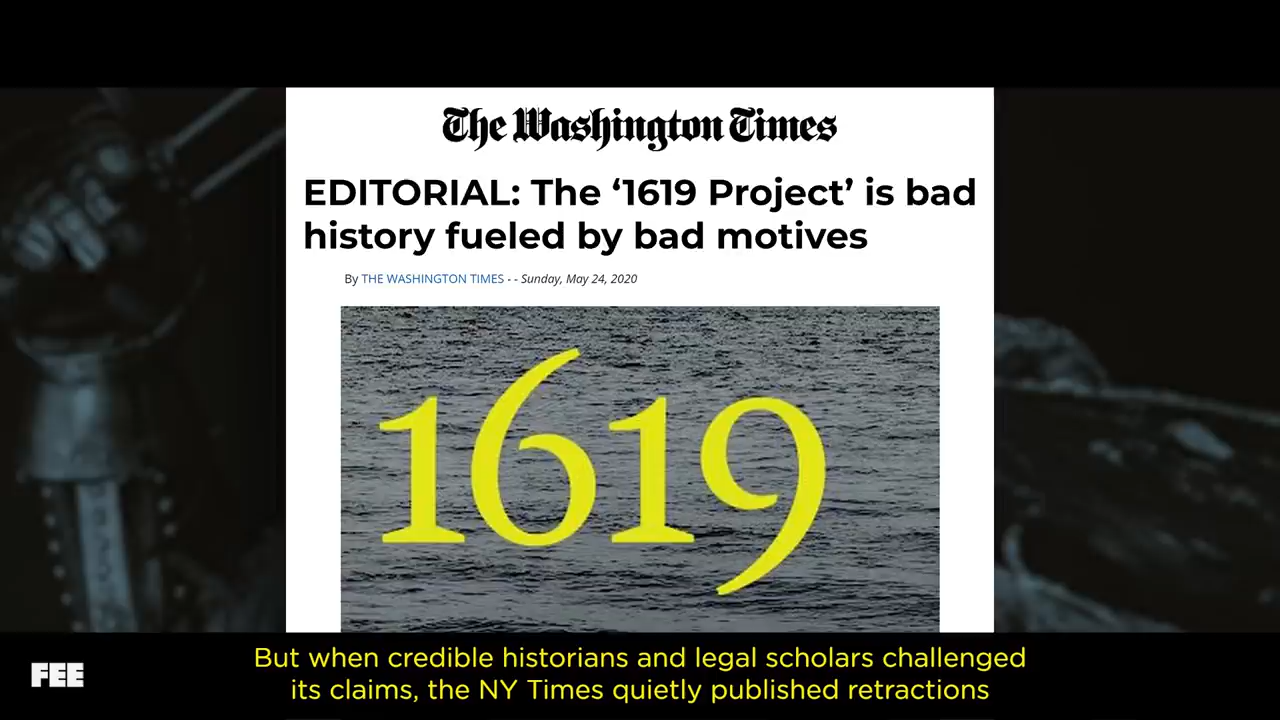 The Washington Times
EDITORIAL: The ‘1619 Project’ is bad
history fueled by bad motives
By THE WASHINGTON TIMES - - Sunday, May 24, 2020
1619
FEE
But when credible historians and legal scholars challenged
its claims, the NY Times quietly published retractions